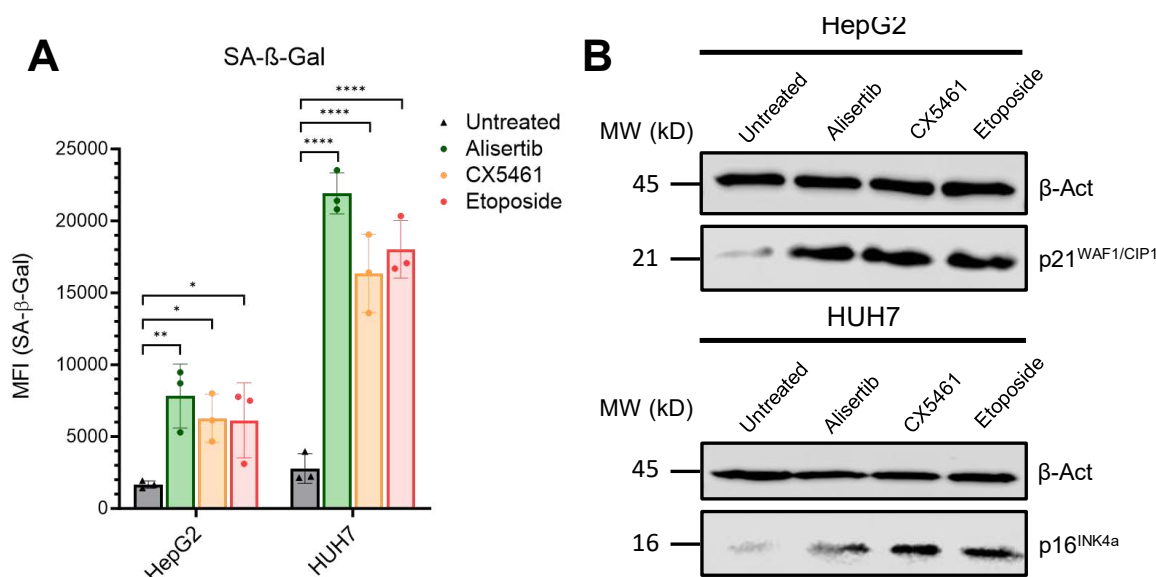 A
SA-ß-Gal
****
****
****
*
*
**
Untreated
Alisertib
CX5461
Etoposide
MFI (SA-β-Gal)
25000
20000
15000
10000
5000
0
HepG2
HUH7
B
HepG2
Untreated
Alisertib
CX5461
Etoposide
MW (kD)
45
β-Act
21
p21WAF1/CIP1
HUH7
Untreated
Alisertib
CX5461
Etoposide
MW (kD)
45
β-Act
16
p16INK4a